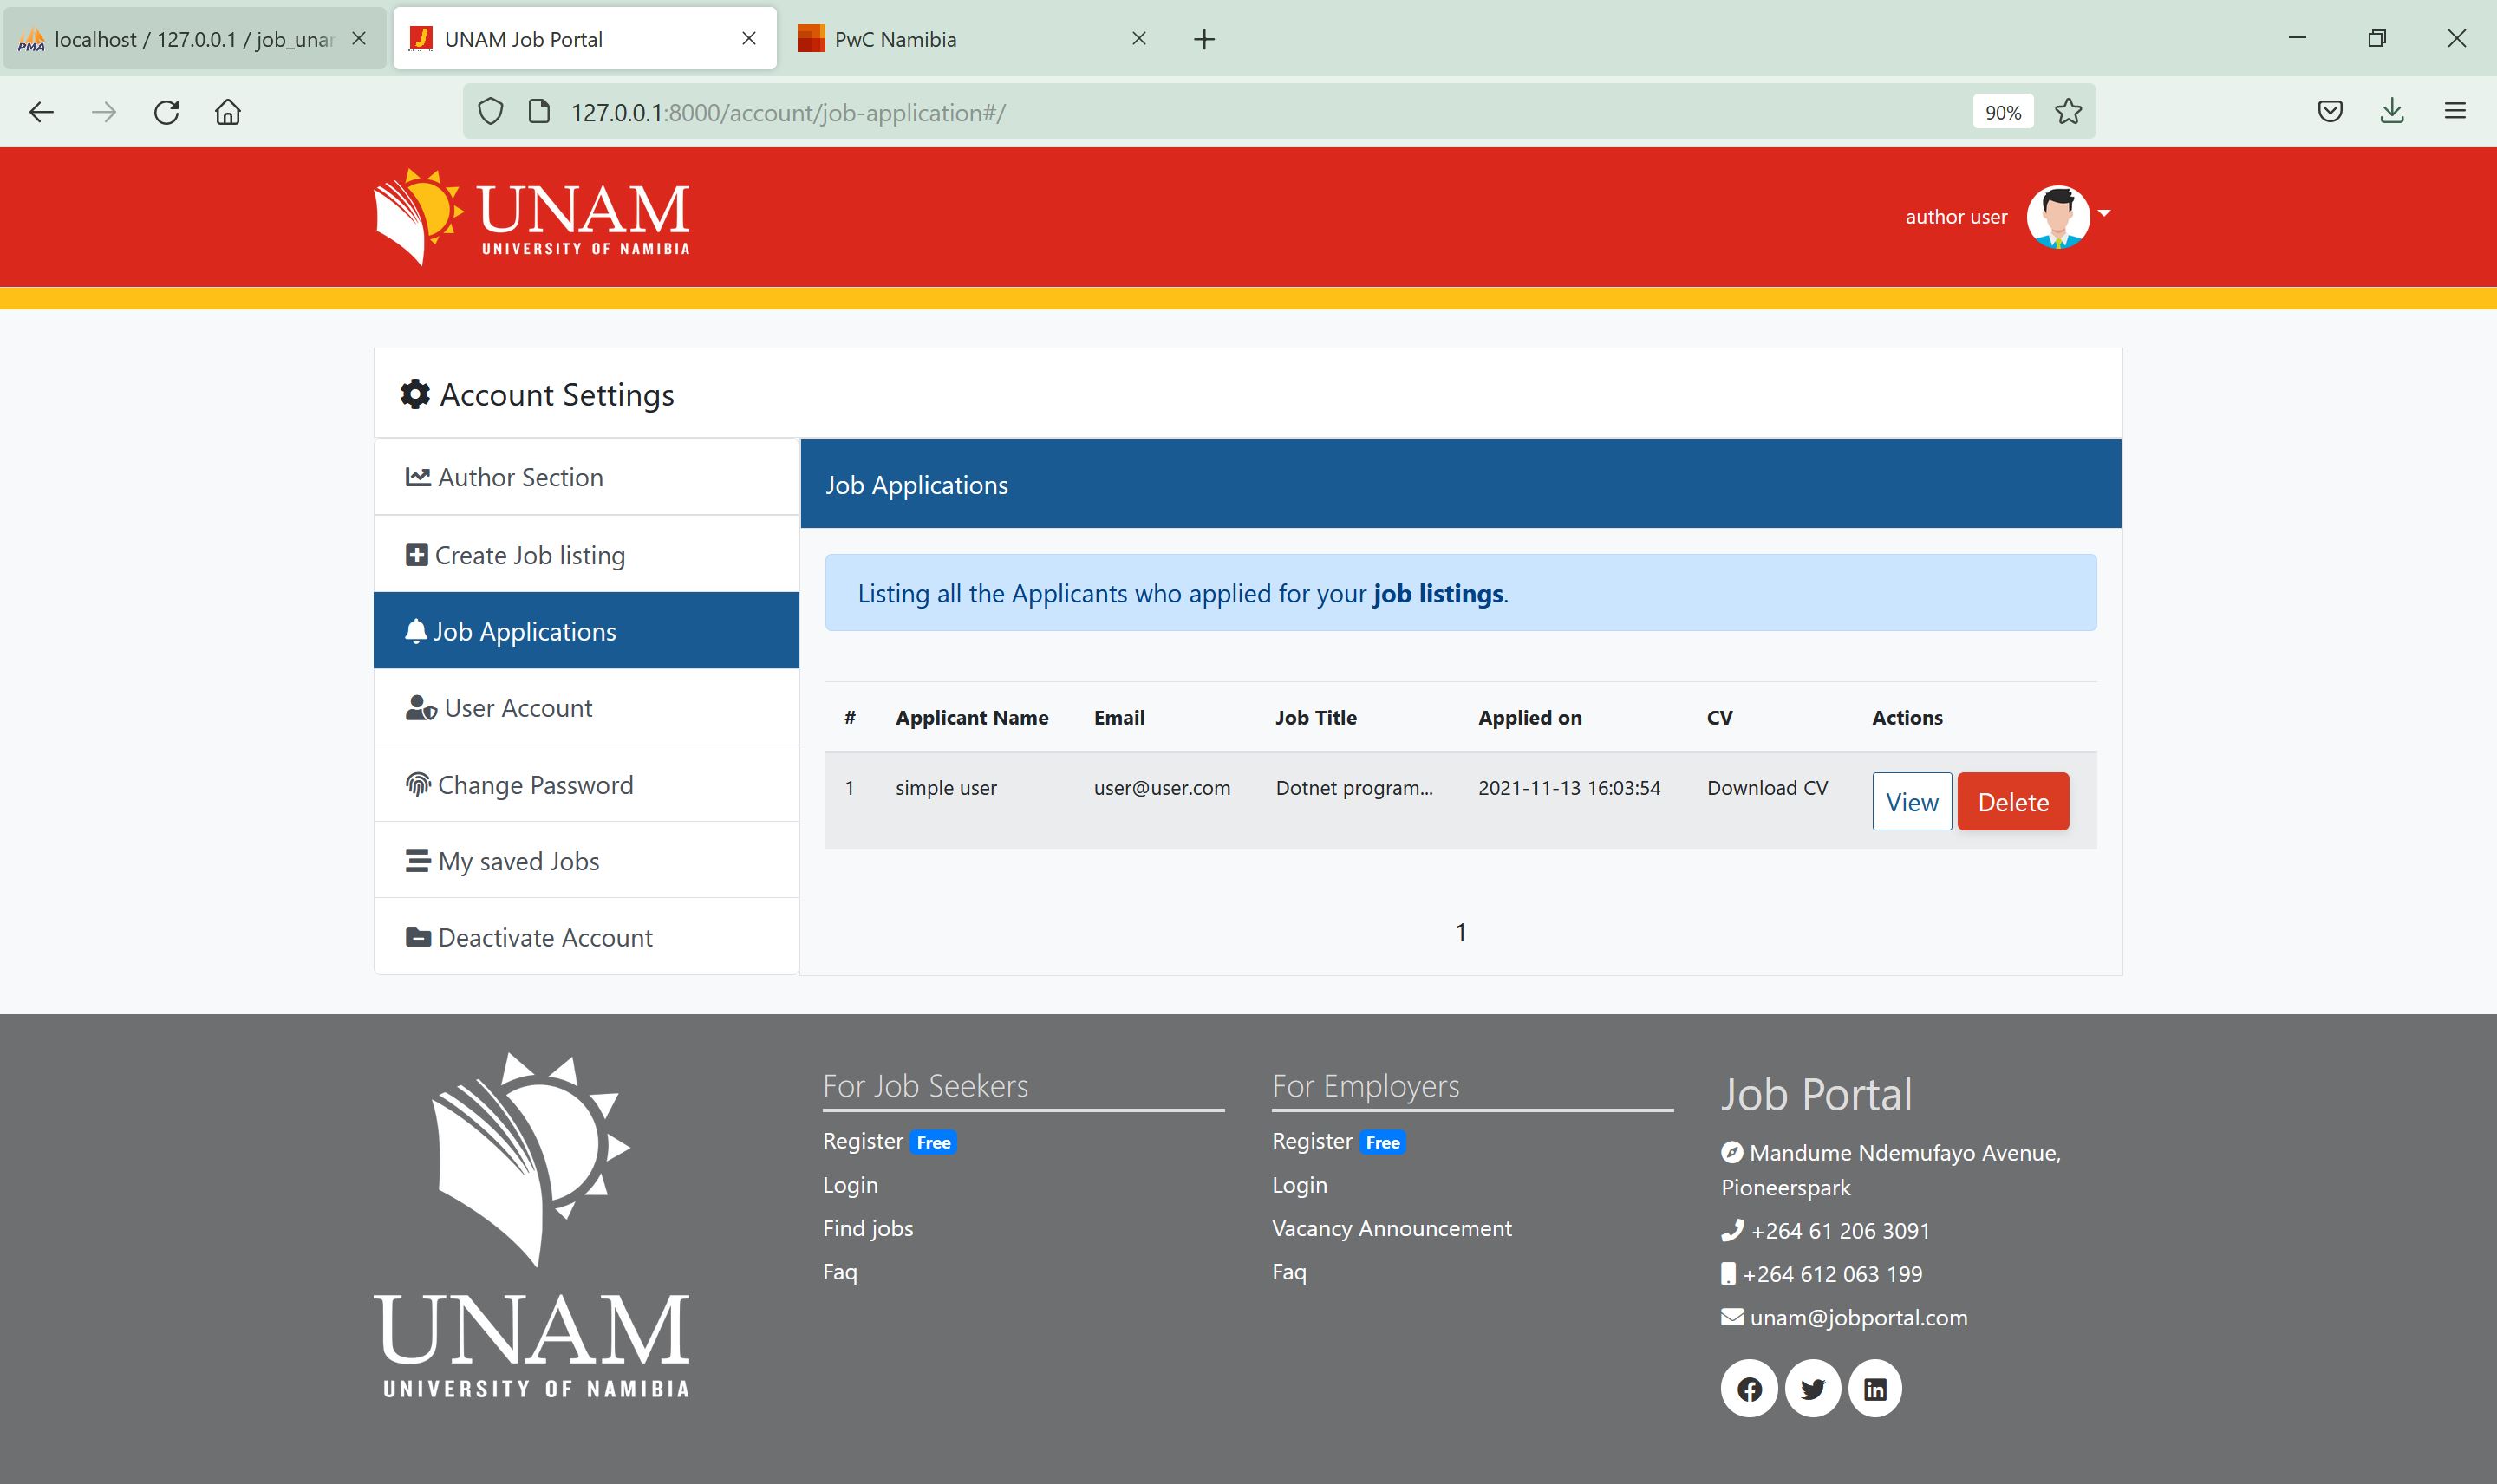 PMA localhost / 127.0.0.1 / job_unam
UNAM Job Portal
PwC Namibia
127.0.0.1:8000/account/job-application#/
90%
UNAM
UNIVERSITY OF NAMIBIA
author user
Account Settings
Author Section
Create Job listing
Job Applications
User Account
Change Password
My saved Jobs
Deactivate Account
Job Applications
Listing all the Applicants who applied for your job listings.
# Applicant Name Email Job Title Applied on CV Actions
1 simple user user@user.com Dotnet program... 2021-11-13 16:03:54 Download CV View Delete
1
UNAM
UNIVERSITY OF NAMIBIA
For Job Seekers
Register Free
Login
Find jobs
Faq
For Employers
Register Free
Login
Vacancy Announcement
Faq
Job Portal
Mandume Ndemufayo Avenue,
Pioneerspark
+264 61 206 3091
+264 612 063 199
unam@jobportal.com